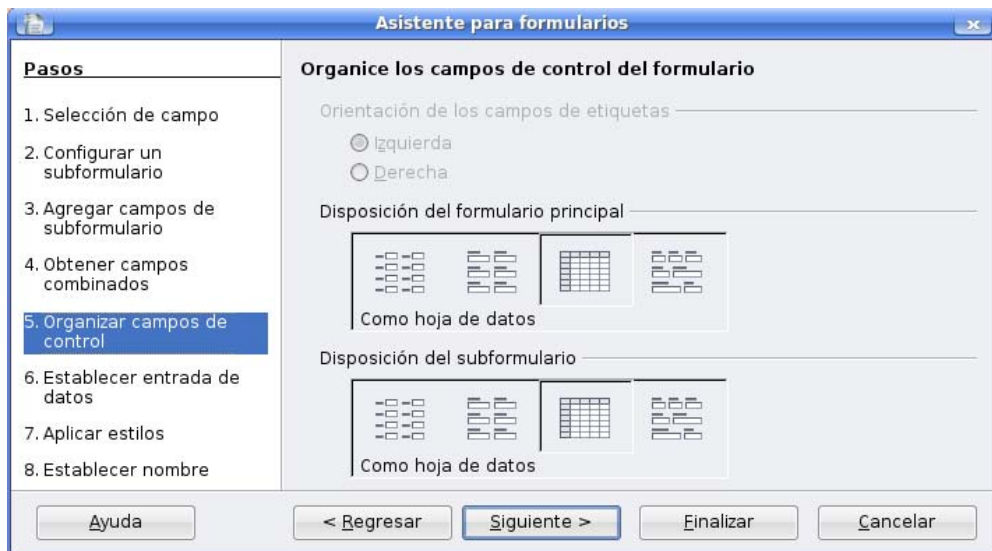 Asistente para formularios
Pasos
1. Selección de campo
2. Configurar un
subformulario
3. Agregar campos de
subformulario
4. Obtener campos
combinados
5. Organizar campos de
control
6. Establecer entrada de
datos
7. Aplicar estilos
8. Establecer nombre
Organice los campos de control del formulario
Orientación de los campos de etiquetas
Izquierda
Derecha
Disposición del formulario principal
Como hoja de datos
Disposición del subformulario
Como hoja de datos
Ayuda
< Regresar
Siguiente >
Finalizar
Cancelar